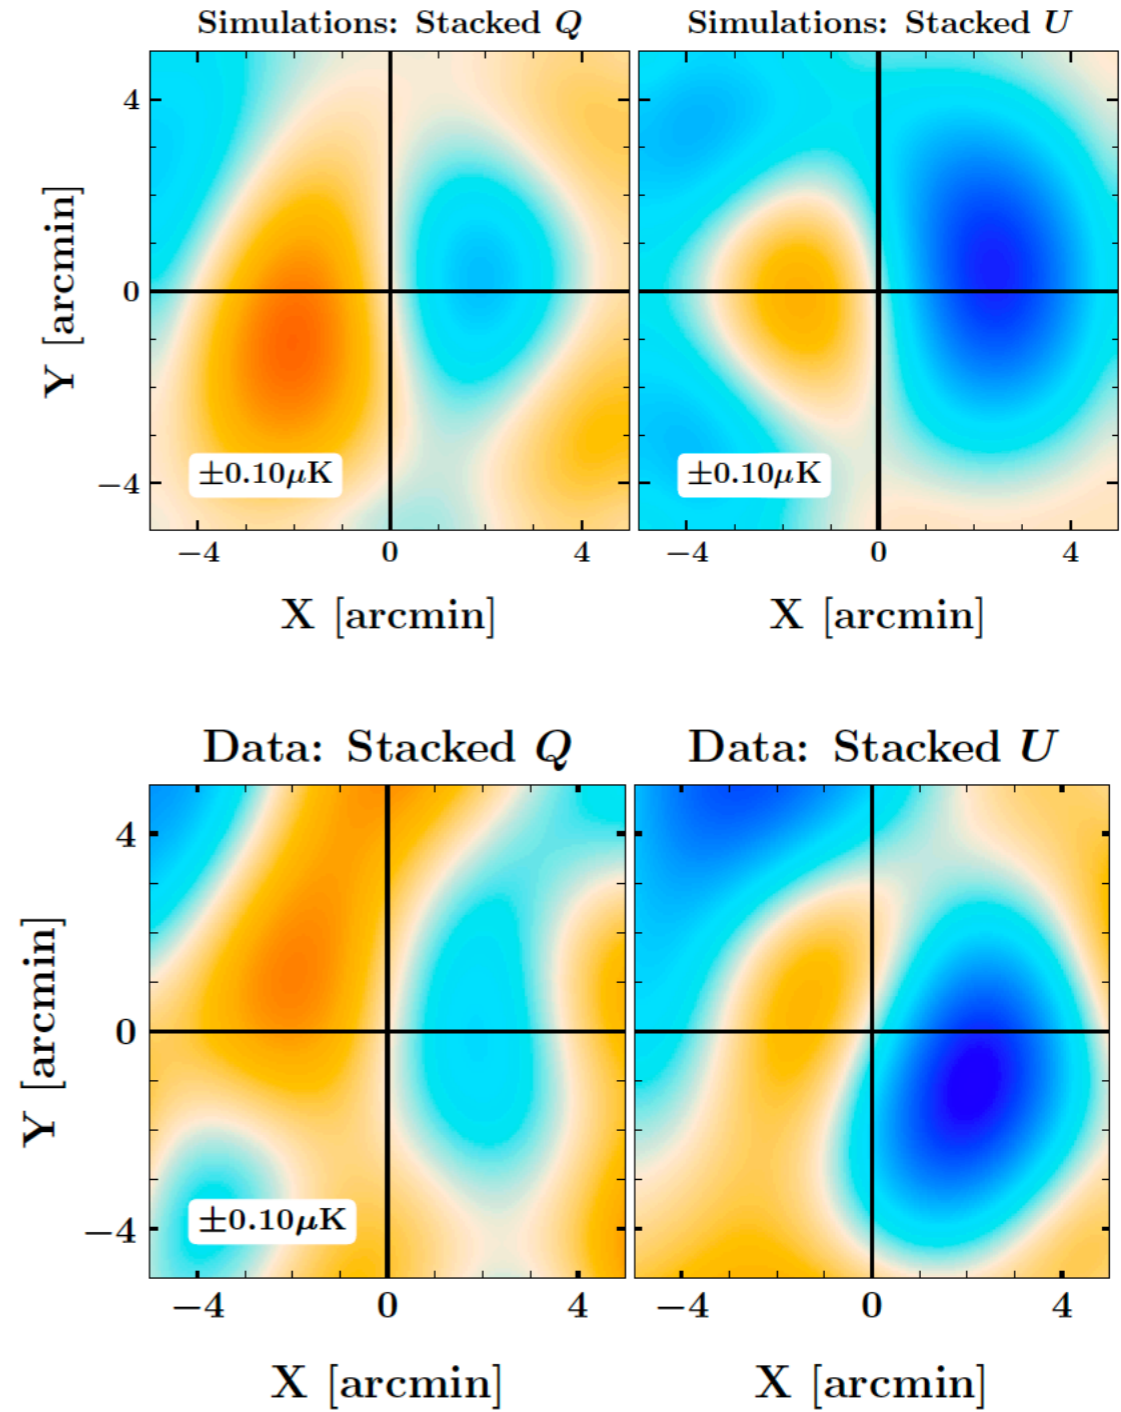 Simulations: Stacked Q
Simulations: Stacked U
4
0
−4
Y [arcmin]
±0.10μK
±0.10μK
−4 0 4
−4 0 4
X [arcmin]
X [arcmin]
Data: Stacked Q
Data: Stacked U
4
0
−4
Y [arcmin]
±0.10μK
−4 0 4
−4 0 4
X [arcmin]
X [arcmin]